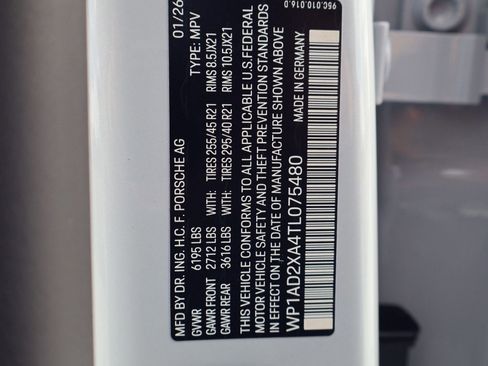 95C.010.016.0
MFD BY DR. ING. H.C. F. PORSCHE AG 01/26
GVWR 6195 LBS TYPE: MPV
GAWR FRONT 2712 LBS WITH: TIRES 255/45 R21 RIMS 8.5JX21
GAWR REAR 3616 LBS WITH: TIRES 295/40 R21 RIMS 10.5JX21
THIS VEHICLE CONFORMS TO ALL APPLICABLE U.S.FEDERAL
MOTOR VEHICLE SAFETY AND THEFT PREVENTION STANDARDS
IN EFFECT ON THE DATE OF MANUFACTURE SHOWN ABOVE
WP1AD2XA4TL075480 MADE IN GERMANY